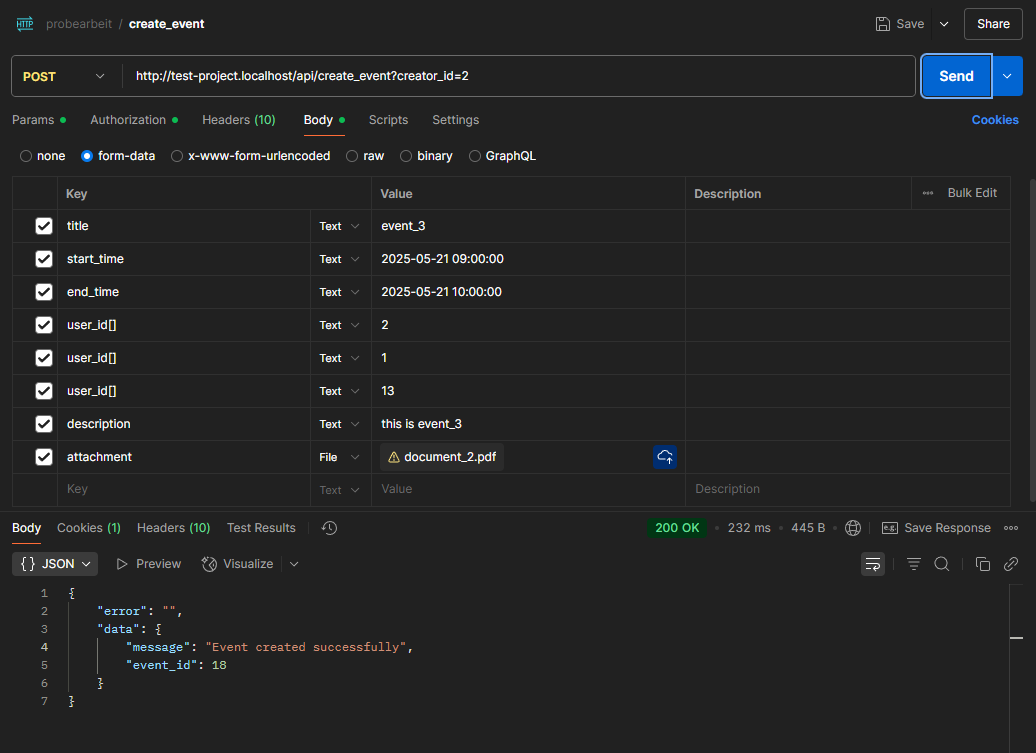 HTTP probearbeit / create_event Save Share
POST http://test-project.localhost/api/create_event?creator_id=2 Send
Params Authorization Headers (10) Body Scripts Settings Cookies
none form-data x-www-form-urlencoded raw binary GraphQL
Key Value Description Bulk Edit
title Text event_3
start_time Text 2025-05-21 09:00:00
end_time Text 2025-05-21 10:00:00
user_id[] Text 2
user_id[] Text 1
user_id[] Text 13
description Text this is event_3
attachment File document_2.pdf
Key Text Value Description
Body Cookies (1) Headers (10) Test Results 200 OK 232 ms 445 B e.g. Save Response
{} JSON Preview Visualize
1 {
2 "error": "",
3 "data": {
4 "message": "Event created successfully",
5 "event_id": 18
6 }
7 }